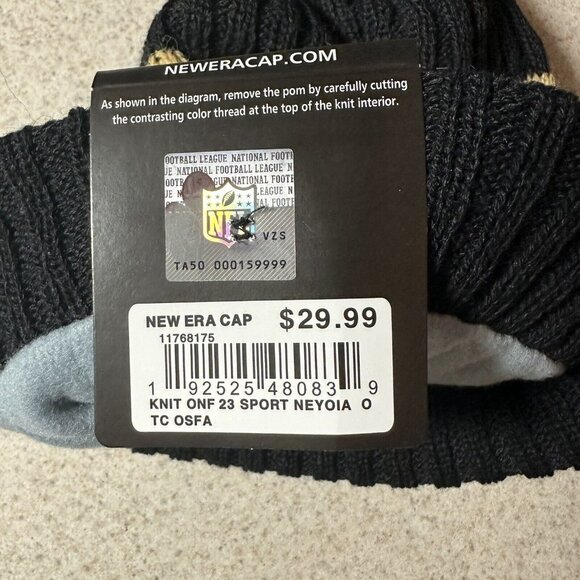 NEWERACAP.COM
As shown in the diagram, remove the pom by carefully cutting
the contrasting color thread at the top of the knit interior.
OOTBALL LEAGUE NATIONAL FOOTB
NATIONAL FOOTBALL LEAGUE N
VZS
TA50 000159999
NEW ERA CAP $29.99
11768175
1 92525 48083 9
KNIT ONF 23 SPORT NEYOIA O
TC OSFA